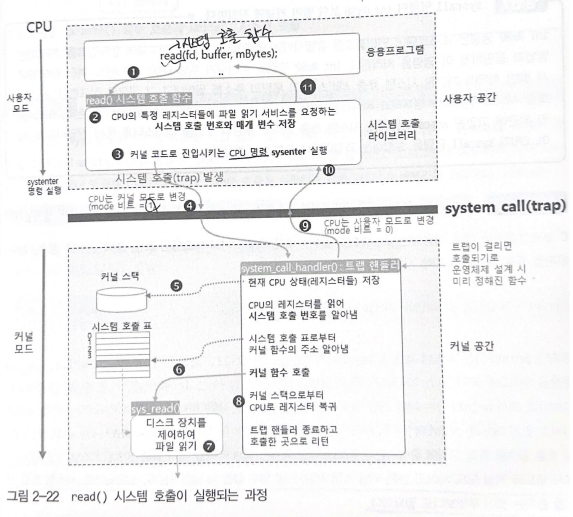 CPU
시스템 호출 함수
read(fd, buffer, mBytes);
..
응용프로그램
❶
⓫
사용자
모드
사용자 공간
read() 시스템 호출 함수
❷ CPU의 특정 레지스터들에 파일 읽기 서비스를 요청하는
시스템 호출 번호와 매개 변수 저장
시스템 호출
라이브러리
❸ 커널 코드로 진입시키는 CPU 명령 sysenter 실행
❿
systenter
명령 실행
시스템 호출(trap) 발생
CPU는 커널 모드로 변경
(mode 비트 = 1)
❹
system call(trap)
❾
CPU는 사용자 모드로 변경
(mode 비트 = 0)
트랩이 걸리면
호출되기로
운영체제 설계 시
미리 정해진 함수
system_call_handler() : 트랩 핸들러
커널 스택
❺
현재 CPU 상태(레지스터들) 저장
CPU의 레지스터를 읽어
시스템 호출 번호를 알아냄
시스템 호출 표
0
1
2
3
...
시스템 호출 표로부터
커널 함수의 주소 알아냄
커널
모드
커널 공간
❻
커널 함수 호출
sys_read()
❽
커널 스택으로부터
CPU로 레지스터 복귀
디스크 장치를
제어하여
파일 읽기 ❼
트랩 핸들러 종료하고
호출한 곳으로 리턴
그림 2-22 read() 시스템 호출이 실행되는 과정